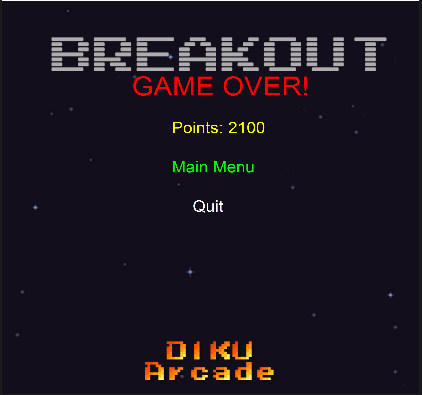 BREAKOUT
GAME OVER!
Points: 2100
Main Menu
Quit
DIKU
Arcade